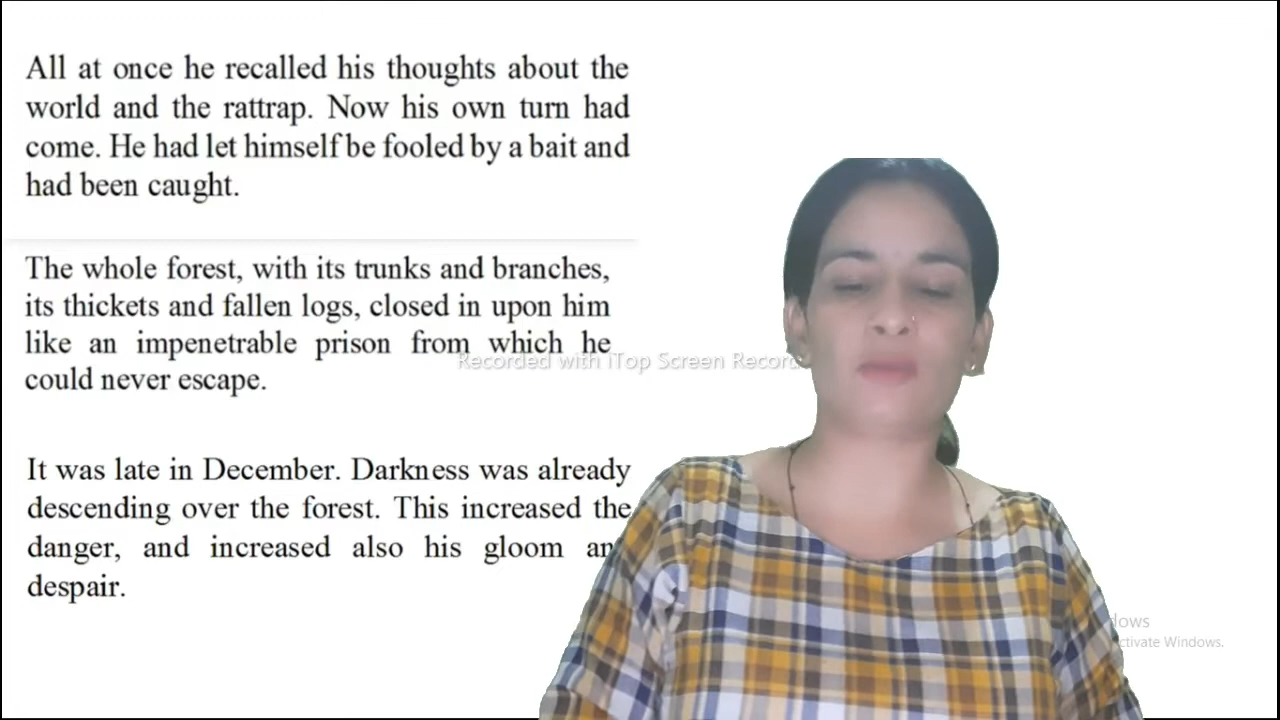 All at once he recalled his thoughts about the
world and the rattrap. Now his own turn had
come. He had let himself be fooled by a bait and
had been caught.
The whole forest, with its trunks and branches,
its thickets and fallen logs, closed in upon him
like an impenetrable prison from which he
could never escape.
Recorded with iTop Screen
It was late in December. Darkness was already
descending over the forest. This increased the
danger, and increased also his gloom
despair.
Windows.